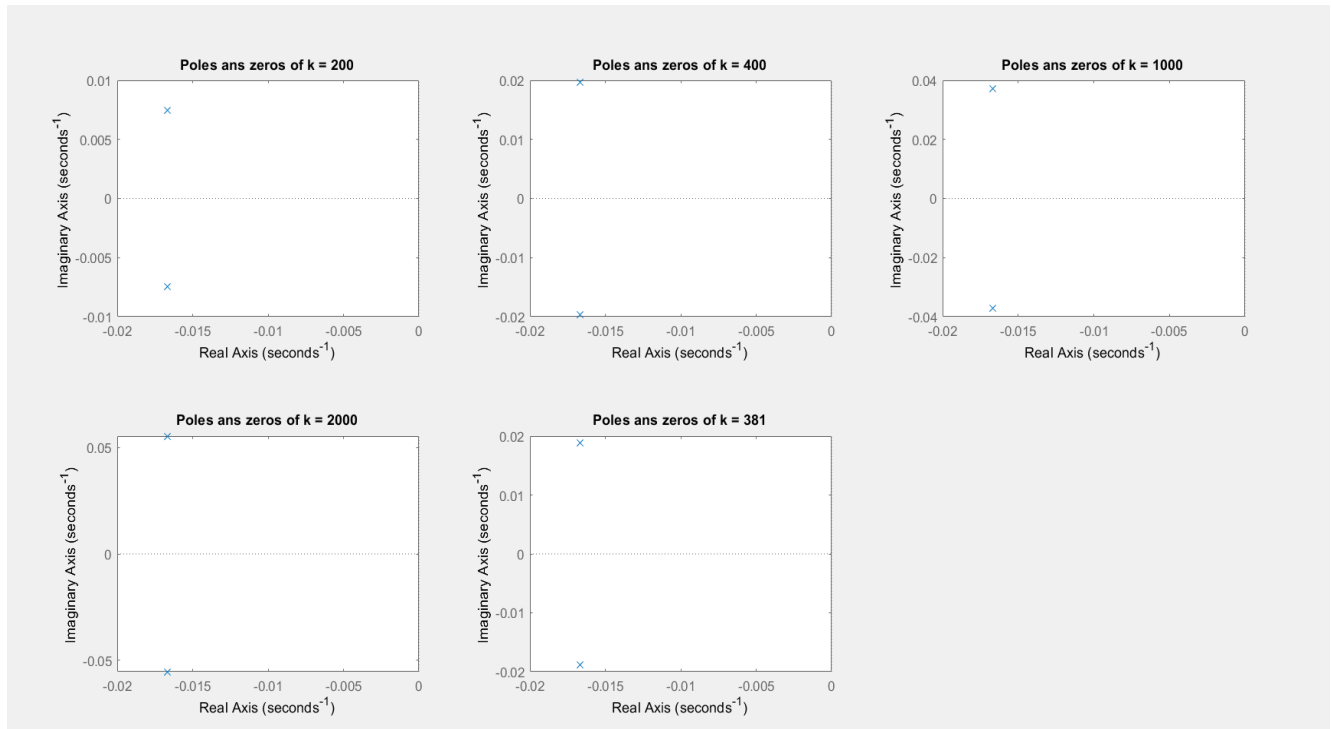 Poles ans zeros of k = 200
0.01
0.005
0
-0.005
-0.01
-0.02 -0.015 -0.01 -0.005 0
Imaginary Axis (seconds⁻¹)
Real Axis (seconds⁻¹)
Poles ans zeros of k = 400
0.02
0.01
0
-0.01
-0.02
-0.02 -0.015 -0.01 -0.005 0
Imaginary Axis (seconds⁻¹)
Real Axis (seconds⁻¹)
Poles ans zeros of k = 1000
0.04
0.02
0
-0.02
-0.04
-0.02 -0.015 -0.01 -0.005 0
Imaginary Axis (seconds⁻¹)
Real Axis (seconds⁻¹)
Poles ans zeros of k = 2000
0.05
0
-0.05
-0.02 -0.015 -0.01 -0.005 0
Imaginary Axis (seconds⁻¹)
Real Axis (seconds⁻¹)
Poles ans zeros of k = 381
0.02
0.01
0
-0.01
-0.02
-0.02 -0.015 -0.01 -0.005 0
Imaginary Axis (seconds⁻¹)
Real Axis (seconds⁻¹)